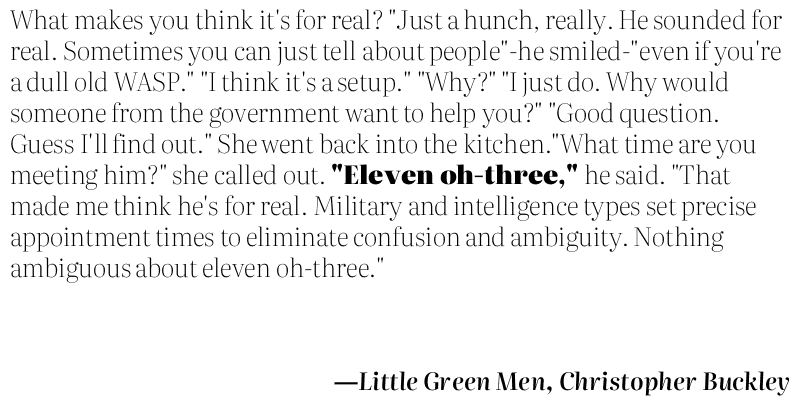 What makes you think it's for real? "Just a hunch, really. He sounded for
real. Sometimes you can just tell about people"-he smiled-"even if you're
a dull old WASP." "I think it's a setup." "Why?" "I just do. Why would
someone from the government want to help you?" "Good question.
Guess I'll find out." She went back into the kitchen."What time are you
meeting him?" she called out. "Eleven oh-three," he said. "That
made me think he's for real. Military and intelligence types set precise
appointment times to eliminate confusion and ambiguity. Nothing
ambiguous about eleven oh-three."
—Little Green Men, Christopher Buckley